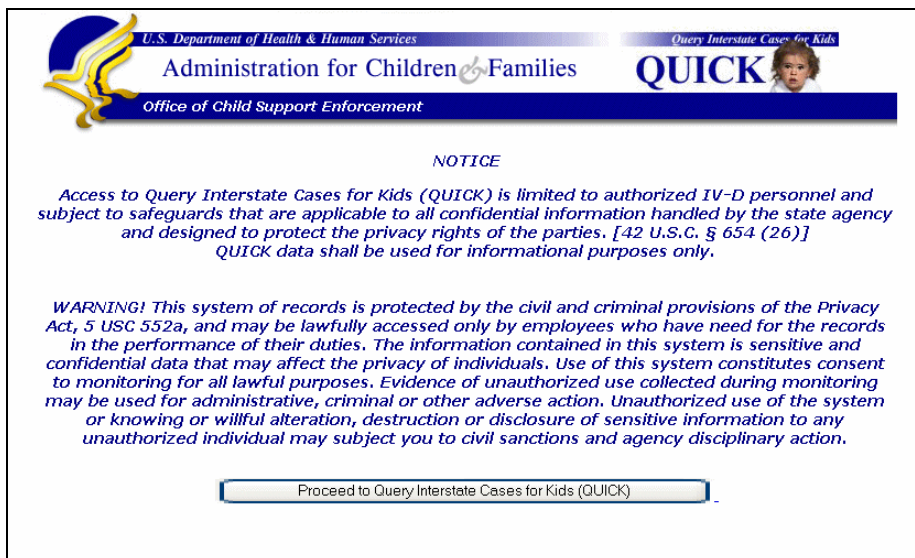 U.S. Department of Health & Human Services
Query Interstate Cases for Kids
Administration for Children & Families
QUICK
Office of Child Support Enforcement
NOTICE
Access to Query Interstate Cases for Kids (QUICK) is limited to authorized IV-D personnel and
subject to safeguards that are applicable to all confidential information handled by the state agency
and designed to protect the privacy rights of the parties. [42 U.S.C. § 654 (26)]
QUICK data shall be used for informational purposes only.
WARNING! This system of records is protected by the civil and criminal provisions of the Privacy
Act, 5 USC 552a, and may be lawfully accessed only by employees who have need for the records
in the performance of their duties. The information contained in this system is sensitive and
confidential data that may affect the privacy of individuals. Use of this system constitutes consent
to monitoring for all lawful purposes. Evidence of unauthorized use collected during monitoring
may be used for administrative, criminal or other adverse action. Unauthorized use of the system
or knowing or willful alteration, destruction or disclosure of sensitive information to any
unauthorized individual may subject you to civil sanctions and agency disciplinary action.
Proceed to Query Interstate Cases for Kids (QUICK)